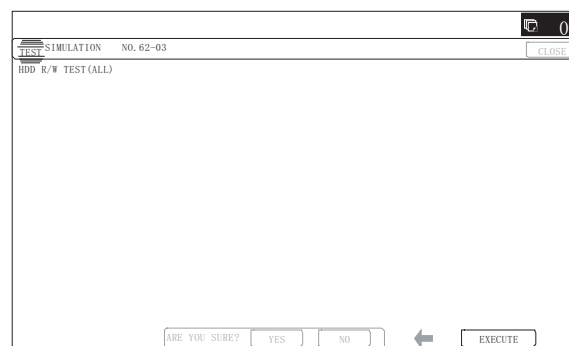 0
TEST SIMULATION NO.62-03
CLOSE
HDD R/W TEST(ALL)
ARE YOU SURE? YES NO EXECUTE